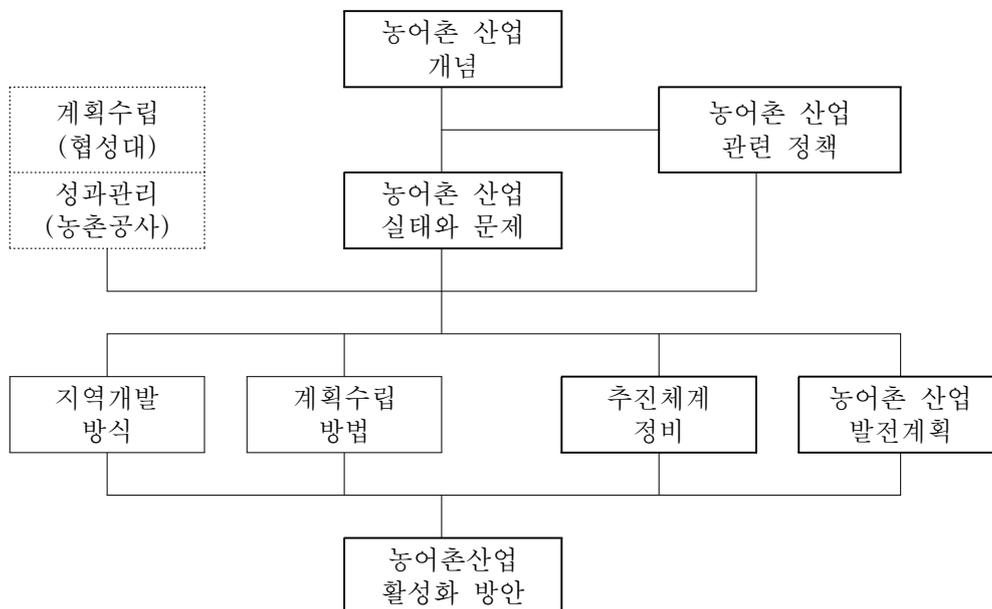 농어촌 산업
개념
계획수립
(협성대)
농어촌 산업
관련 정책
성과관리
(농촌공사)
농어촌 산업
실태와 문제
지역개발
방식
계획수립
방법
추진체계
정비
농어촌 산업
발전계획
농어촌산업
활성화 방안